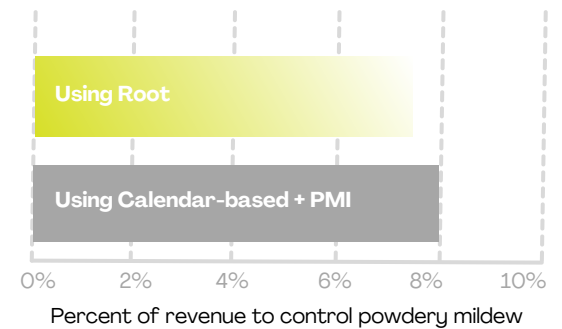 Using Root
Using Calendar-based + PMI
0% 2% 4% 6% 8% 10%
Percent of revenue to control powdery mildew